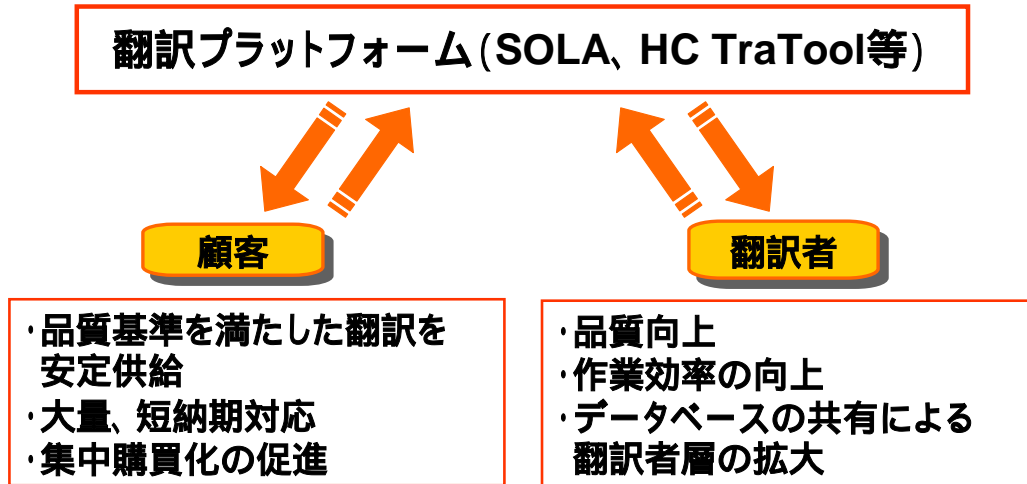 翻訳プラットフォーム(SOLA、HC TraTool等)
顧客
・品質基準を満たした翻訳を
安定供給
・大量、短納期対応
・集中購買化の促進
翻訳者
・品質向上
・作業効率の向上
・データベースの共有による
翻訳者層の拡大